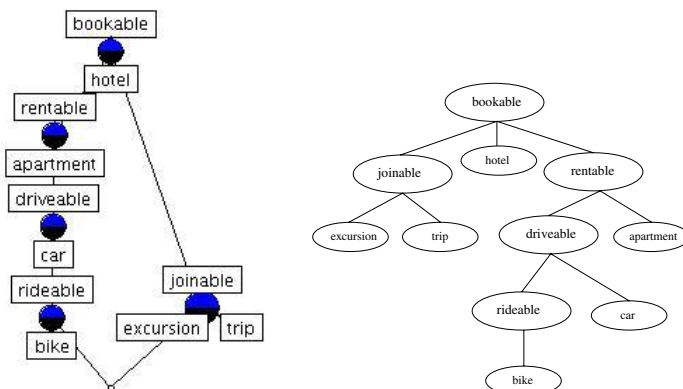 bookable
hotel
rentable
apartment
driveable
car
rideable
bike
joinable
excursion
trip
bookable
joinable
hotel
rentable
excursion
trip
driveable
apartment
rideable
car
bike